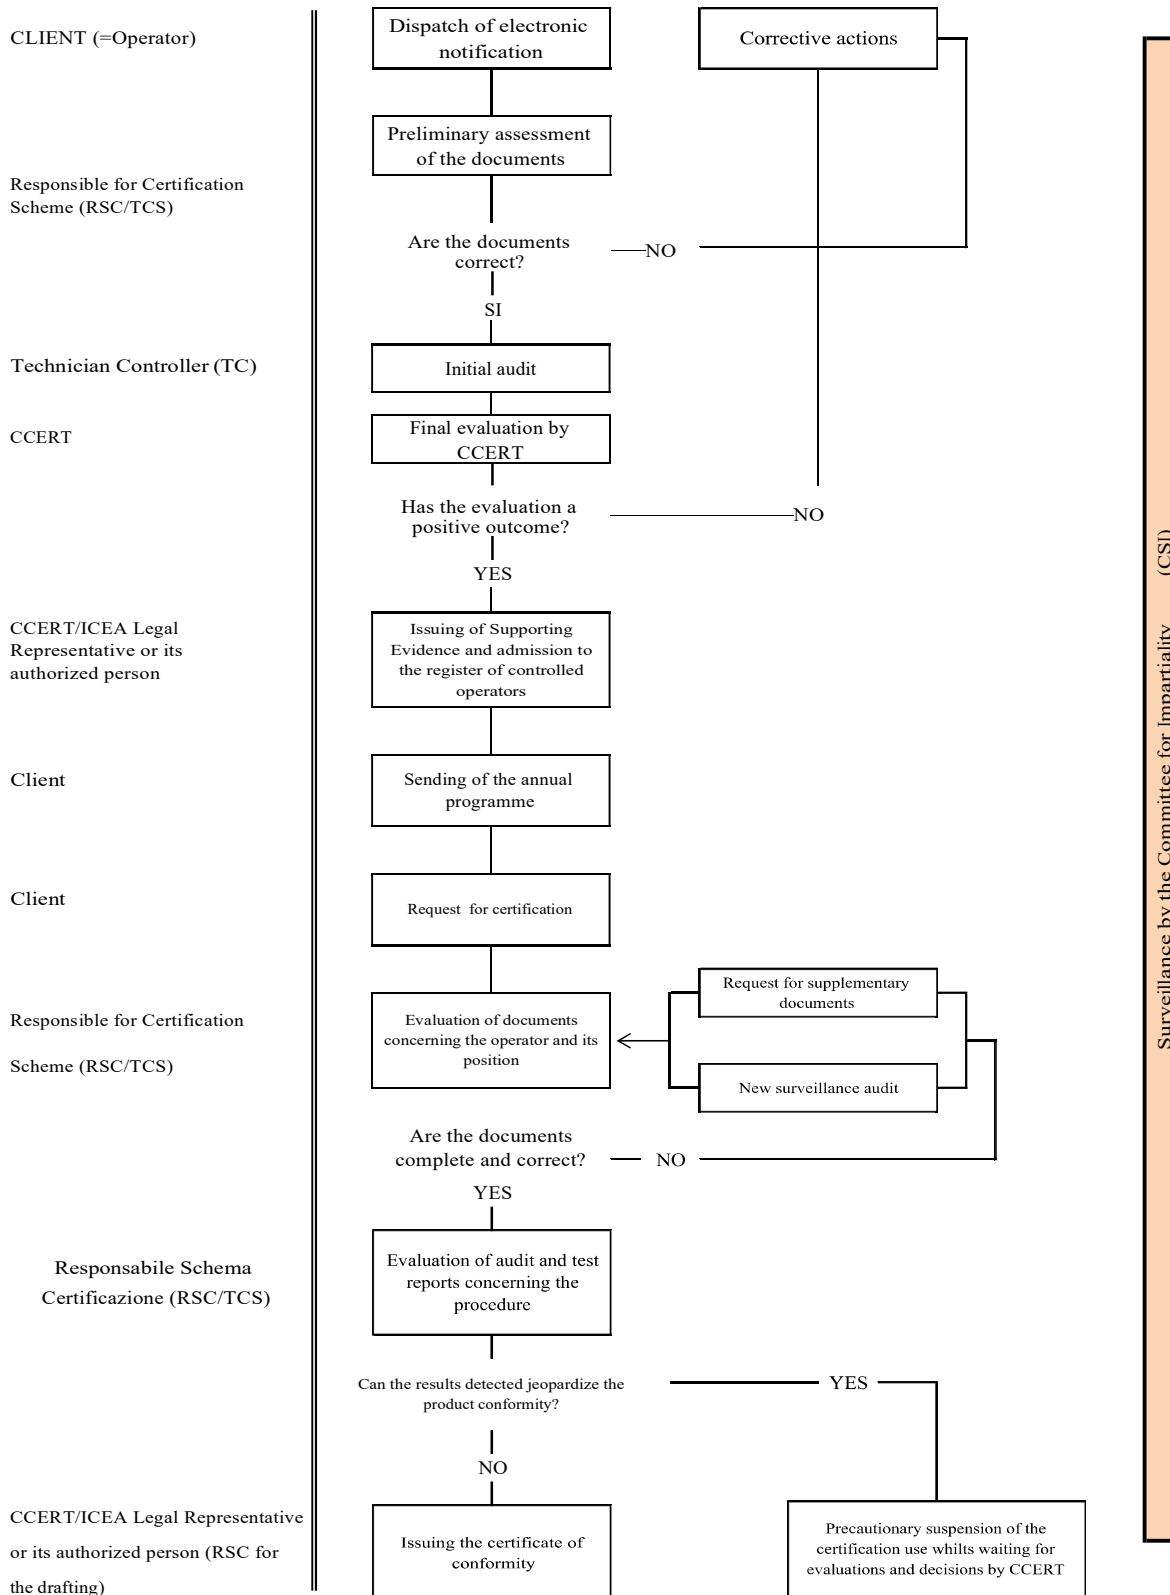 CLIENT (=Operator)
Dispatch of electronic
notification
Corrective actions
Preliminary assessment
of the documents
Responsible for Certification
Scheme (RSC/TCS)
Are the documents
correct?
NO
SI
Technician Controller (TC)
Initial audit
CCERT
Final evaluation by
CCERT
Has the evaluation a
positive outcome?
NO
YES
CCERT/ICEA Legal
Representative or its
authorized person
Issuing of Supporting
Evidence and admission to
the register of controlled
operators
Client
Sending of the annual
programme
Client
Request for certification
Request for supplementary
documents
Responsible for Certification
Scheme (RSC/TCS)
Evaluation of documents
concerning the operator and its
position
New surveillance audit
Are the documents
complete and correct?
NO
YES
Responsabile Schema
Certificazione (RSC/TCS)
Evaluation of audit and test
reports concerning the
procedure
Can the results detected jeopardize the
product conformity?
YES
NO
CCERT/ICEA Legal Representative
or its authorized person (RSC for
the drafting)
Issuing the certificate of
conformity
Precautionary suspension of the
certification use whilts waiting for
evaluations and decisions by CCERT
Surveillance by the Committee for Impartiality (CSI)